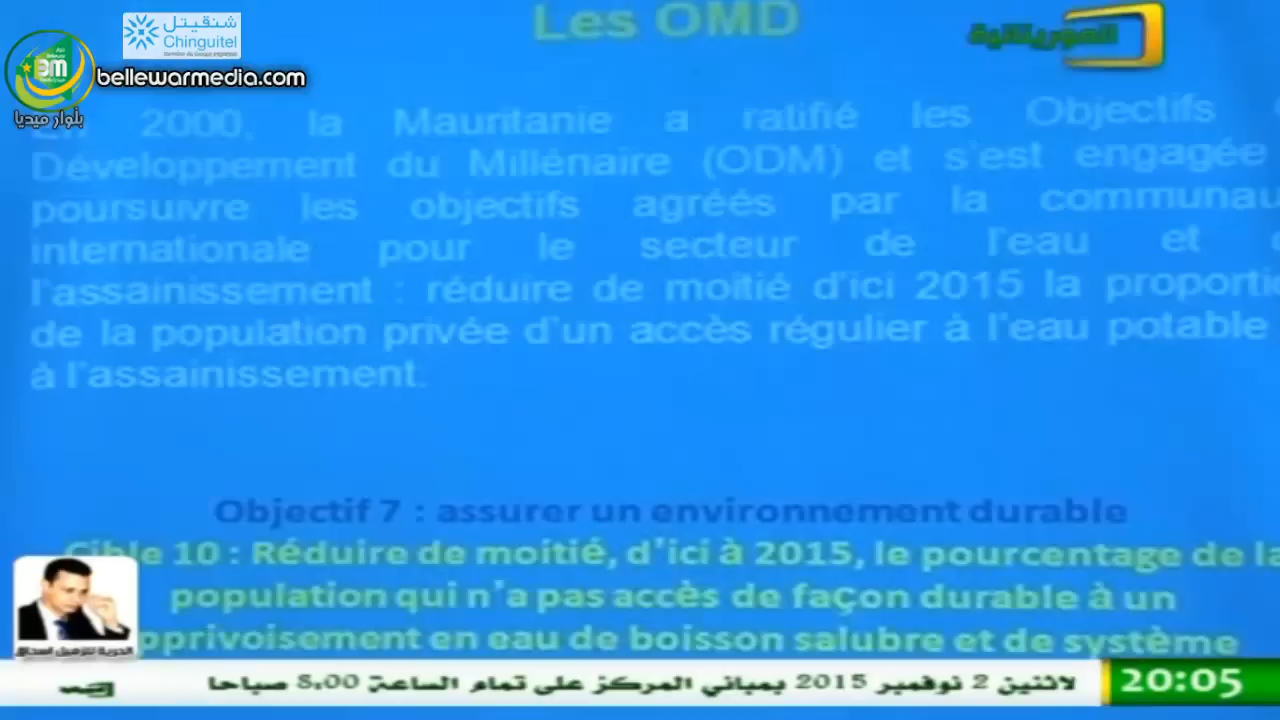 Les OMD
شنقيتل
Chinguitel
الموريتانية
bellewarmedia.com
بلوار ميديا
2000, la Mauritanie a ratifié les Objectifs
Développement du Millénaire (ODM) et s'est engagée
poursuivre les objectifs agréés par la
internationale pour le secteur de l'eau et
l'assainissement : réduire de moitié d'ici 2015 la
de la population privée d'un accès régulier à l'eau potable
à l'assainissement.
Objectif 7 : assurer un environnement durable
10 : Réduire de moitié, d'ici à 2015, le pourcentage de la
population qui n'a pas accès de façon durable à un
en eau de boisson salubre et de système
الحرية للزميل اسحاق
لاثنين 2 نوفمبر 2015 بمباني المركز على تمام الساعة 8,00 صباحا
20:05